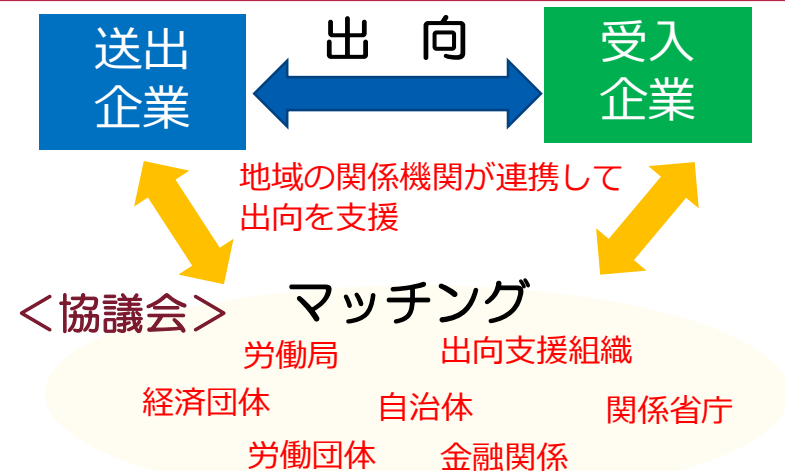 送出
企業
出　向
受入
企業
地域の関係機関が連携して
出向を支援
＜協議会＞
マッチング
労働局
出向支援組織
経済団体
自治体
関係省庁
労働団体
金融関係